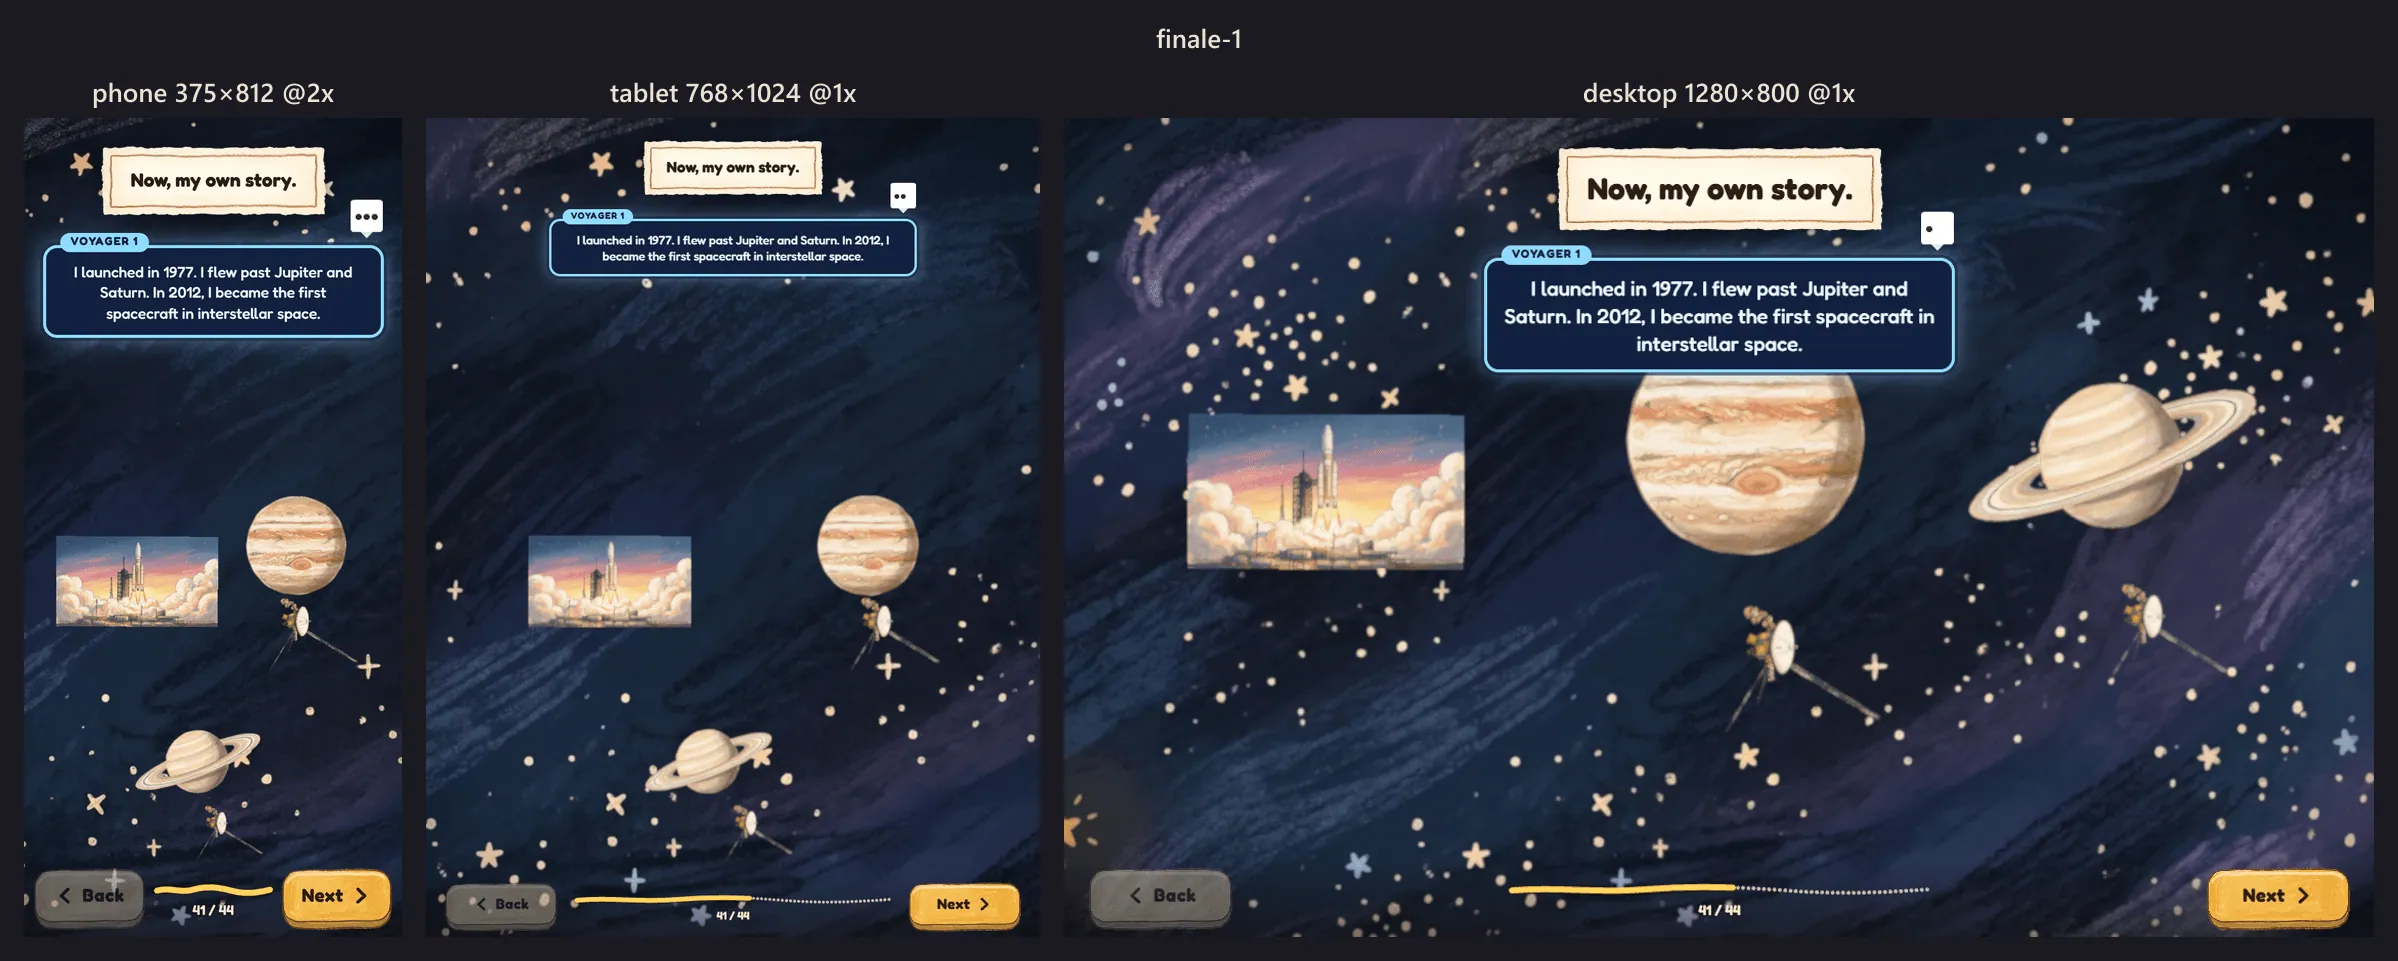 finale-1
phone 375×812 @2x
Now, my own story.
VOYAGER 1
I launched in 1977. I flew past Jupiter and
Saturn. In 2012, I became the first
spacecraft in interstellar space.
Back
41 / 44
Next
tablet 768×1024 @1x
Now, my own story.
VOYAGER 1
I launched in 1977. I flew past Jupiter and Saturn. In 2012, I
became the first spacecraft in interstellar space.
Back
41 / 44
Next
desktop 1280×800 @1x
Now, my own story.
VOYAGER 1
I launched in 1977. I flew past Jupiter and
Saturn. In 2012, I became the first spacecraft in
interstellar space.
Back
41 / 44
Next